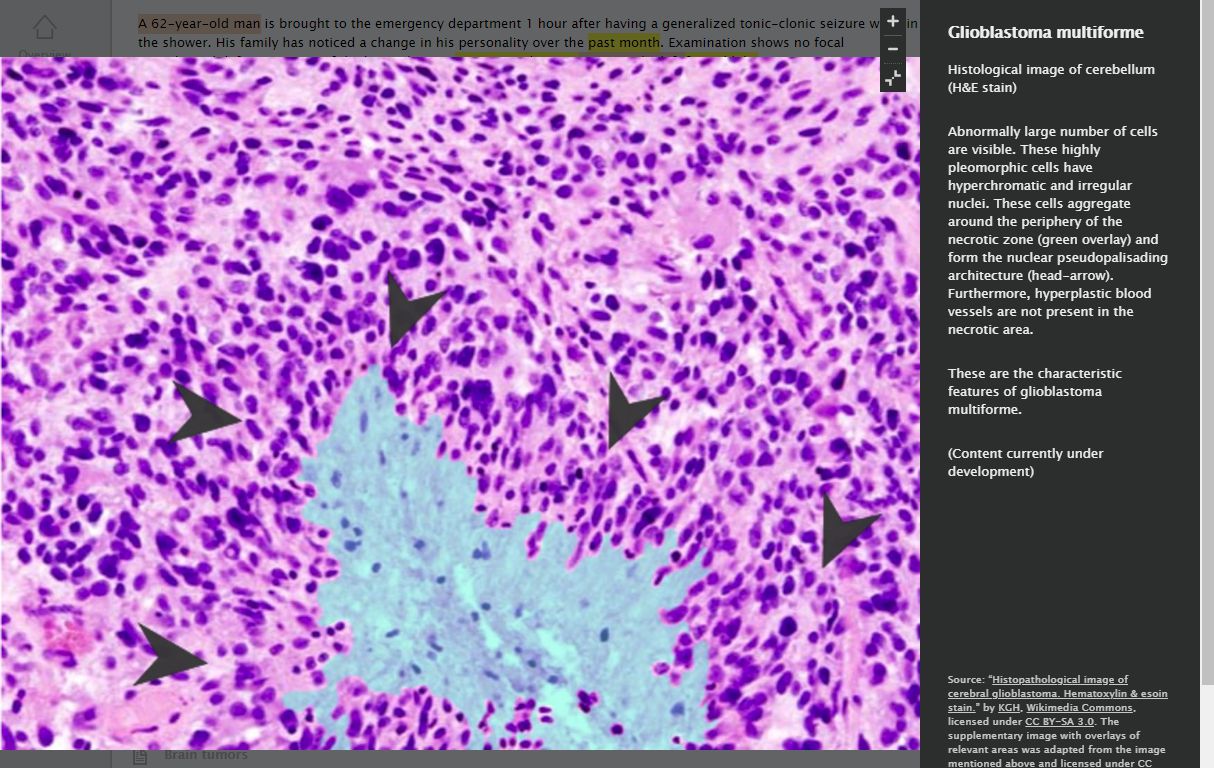 A 62-year-old man is brought to the emergency department 1 hour after having a generalized tonic-clonic seizure in
the shower. His family has noticed a change in his personality over the past month. Examination shows no focal
Overview
Glioblastoma multiforme
Histological image of cerebellum
(H&E stain)
Abnormally large number of cells
are visible. These highly
pleomorphic cells have
hyperchromatic and irregular
nuclei. These cells aggregate
around the periphery of the
necrotic zone (green overlay) and
form the nuclear pseudopalisading
architecture (head-arrow).
Furthermore, hyperplastic blood
vessels are not present in the
necrotic area.
These are the characteristic
features of glioblastoma
multiforme.
(Content currently under
development)
Source: "Histopathological image of
cerebral glioblastoma. Hematoxylin & esoin
stain." by KGH, Wikimedia Commons,
licensed under CC BY-SA 3.0. The
supplementary image with overlays of
relevant areas was adapted from the image
mentioned above and licensed under CC
Brain tumors